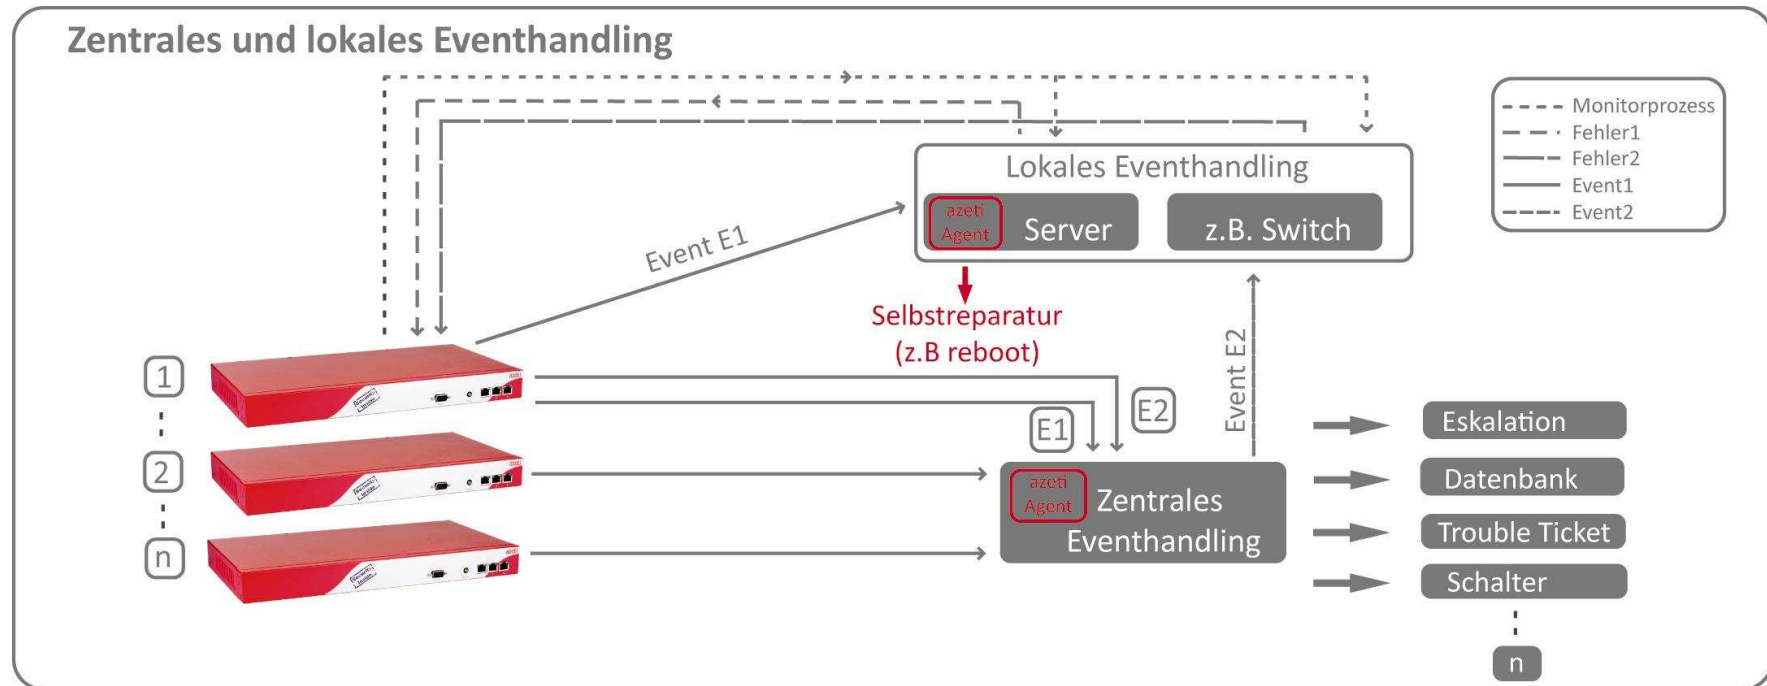 Zentrales und lokales Eventhandling
Monitorprozess
Fehler1
Fehler2
Event1
Event2
Lokales Eventhandling
azeti
Agent
Server
z.B. Switch
Event E1
Selbstreparatur
(z.B reboot)
Event E2
1
2
n
E1
E2
azeti
Agent
Zentrales
Eventhandling
Eskalation
Datenbank
Trouble Ticket
Schalter
n